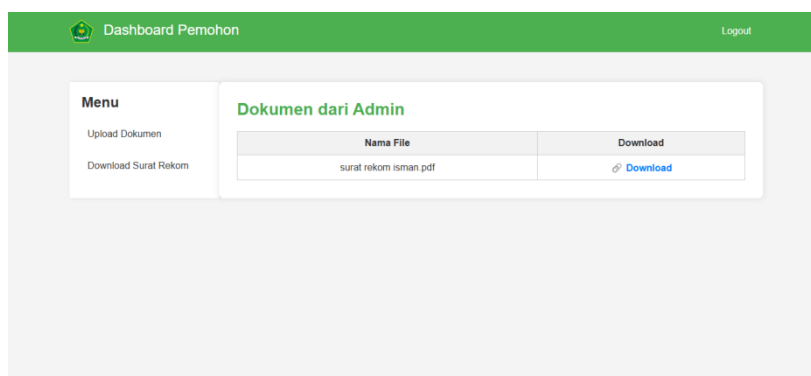 Dashboard Pemohon
Logout
Menu
Upload Dokumen
Download Surat Rekom
Dokumen dari Admin
Nama File Download
surat rekom isman.pdf Download